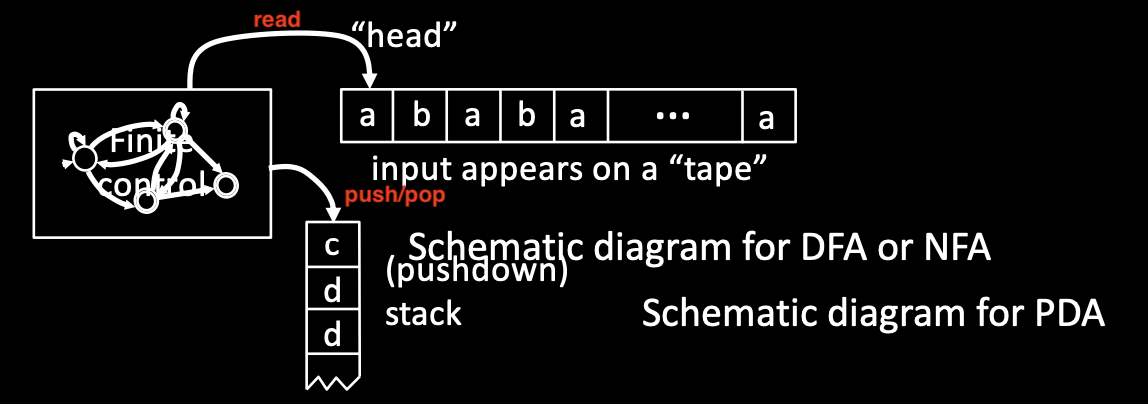 read
“head”
a b a b a ... a
Finite
control
input appears on a “tape”
push/pop
c
d
d
(pushdown)
stack
Schematic diagram for DFA or NFA
Schematic diagram for PDA